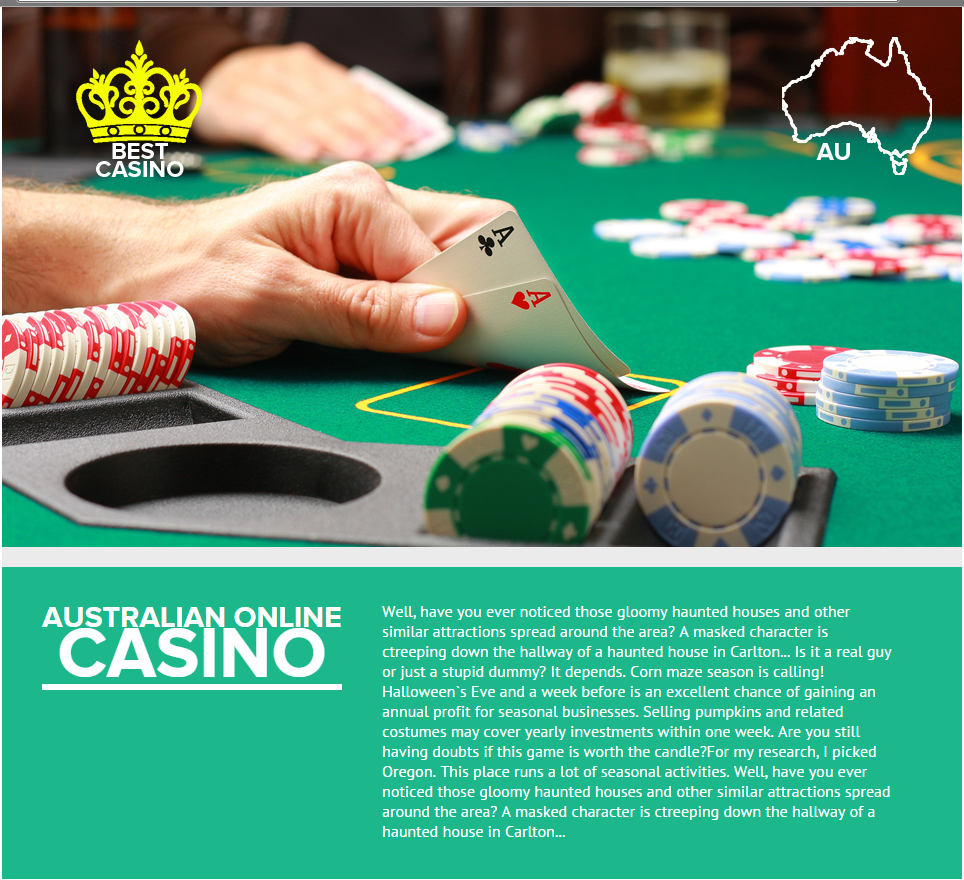 BEST
CASINO
AU
A
A
AUSTRALIAN ONLINE
CASINO
Well, have you ever noticed those gloomy haunted houses and other
similar attractions spread around the area? A masked character is
ctreeping down the hallway of a haunted house in Carlton... Is it a real guy
or just a stupid dummy? It depends. Corn maze season is calling!
Halloween`s Eve and a week before is an excellent chance of gaining an
annual profit for seasonal businesses. Selling pumpkins and related
costumes may cover yearly investments within one week. Are you still
having doubts if this game is worth the candle?For my research, I picked
Oregon. This place runs a lot of seasonal activities. Well, have you ever
noticed those gloomy haunted houses and other similar attractions spread
around the area? A masked character is ctreeping down the hallway of a
haunted house in Carlton...